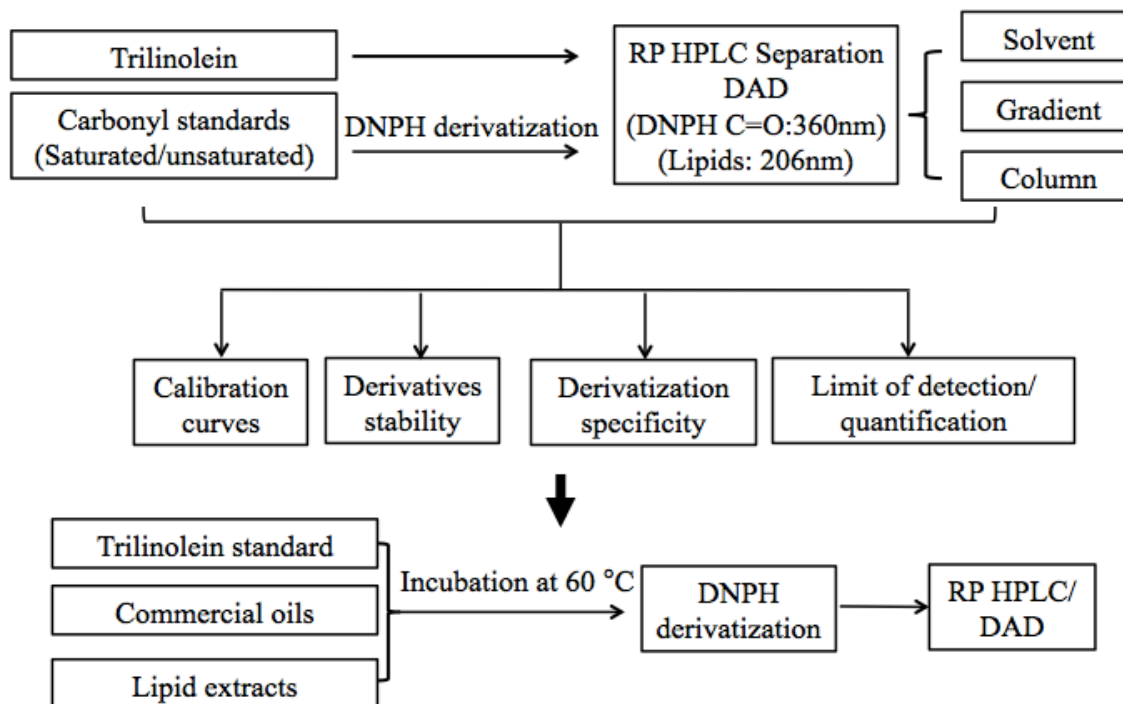 Trilinolein
Carbonyl standards
(Saturated/unsaturated)
DNPH derivatization
RP HPLC Separation
DAD
(DNPH C=O:360nm)
(Lipids: 206nm)
Solvent
Gradient
Column
Calibration
curves
Derivatives
stability
Derivatization
specificity
Limit of detection/
quantification
Trilinolein standard
Commercial oils
Lipid extracts
Incubation at 60 °C
DNPH
derivatization
RP HPLC/
DAD